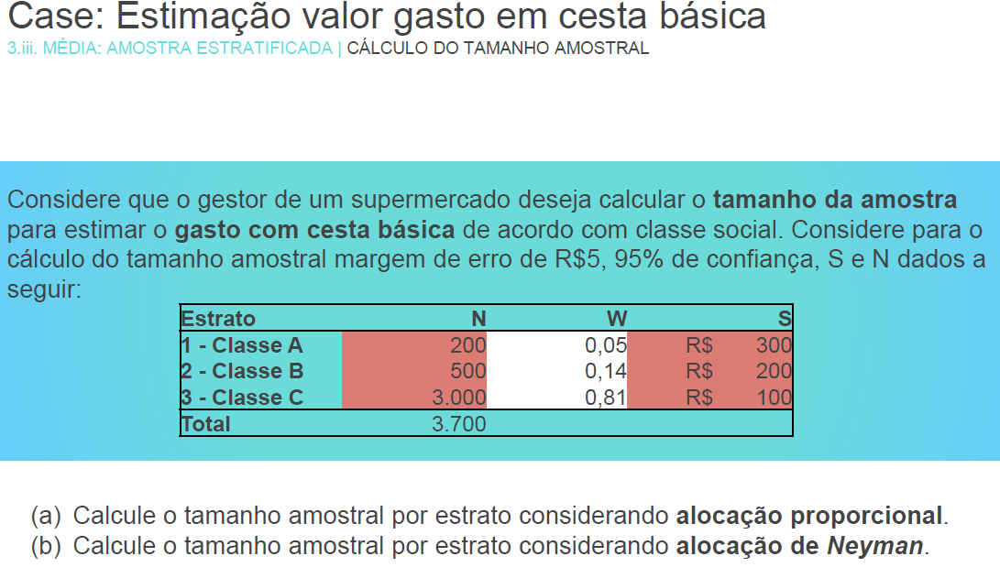 Case: Estimação valor gasto em cesta básica
3.iii. MÉDIA: AMOSTRA ESTRATIFICADA | CÁLCULO DO TAMANHO AMOSTRAL
Considere que o gestor de um supermercado deseja calcular o tamanho da amostra
para estimar o gasto com cesta básica de acordo com classe social. Considere para o
cálculo do tamanho amostral margem de erro de R$5, 95% de confiança, S e N dados a
seguir:
Estrato N W S
1 - Classe A 200 0,05 R$ 300
2 - Classe B 500 0,14 R$ 200
3 - Classe C 3.000 0,81 R$ 100
Total 3.700
(a) Calcule o tamanho amostral por estrato considerando alocação proporcional.
(b) Calcule o tamanho amostral por estrato considerando alocação de Neyman.